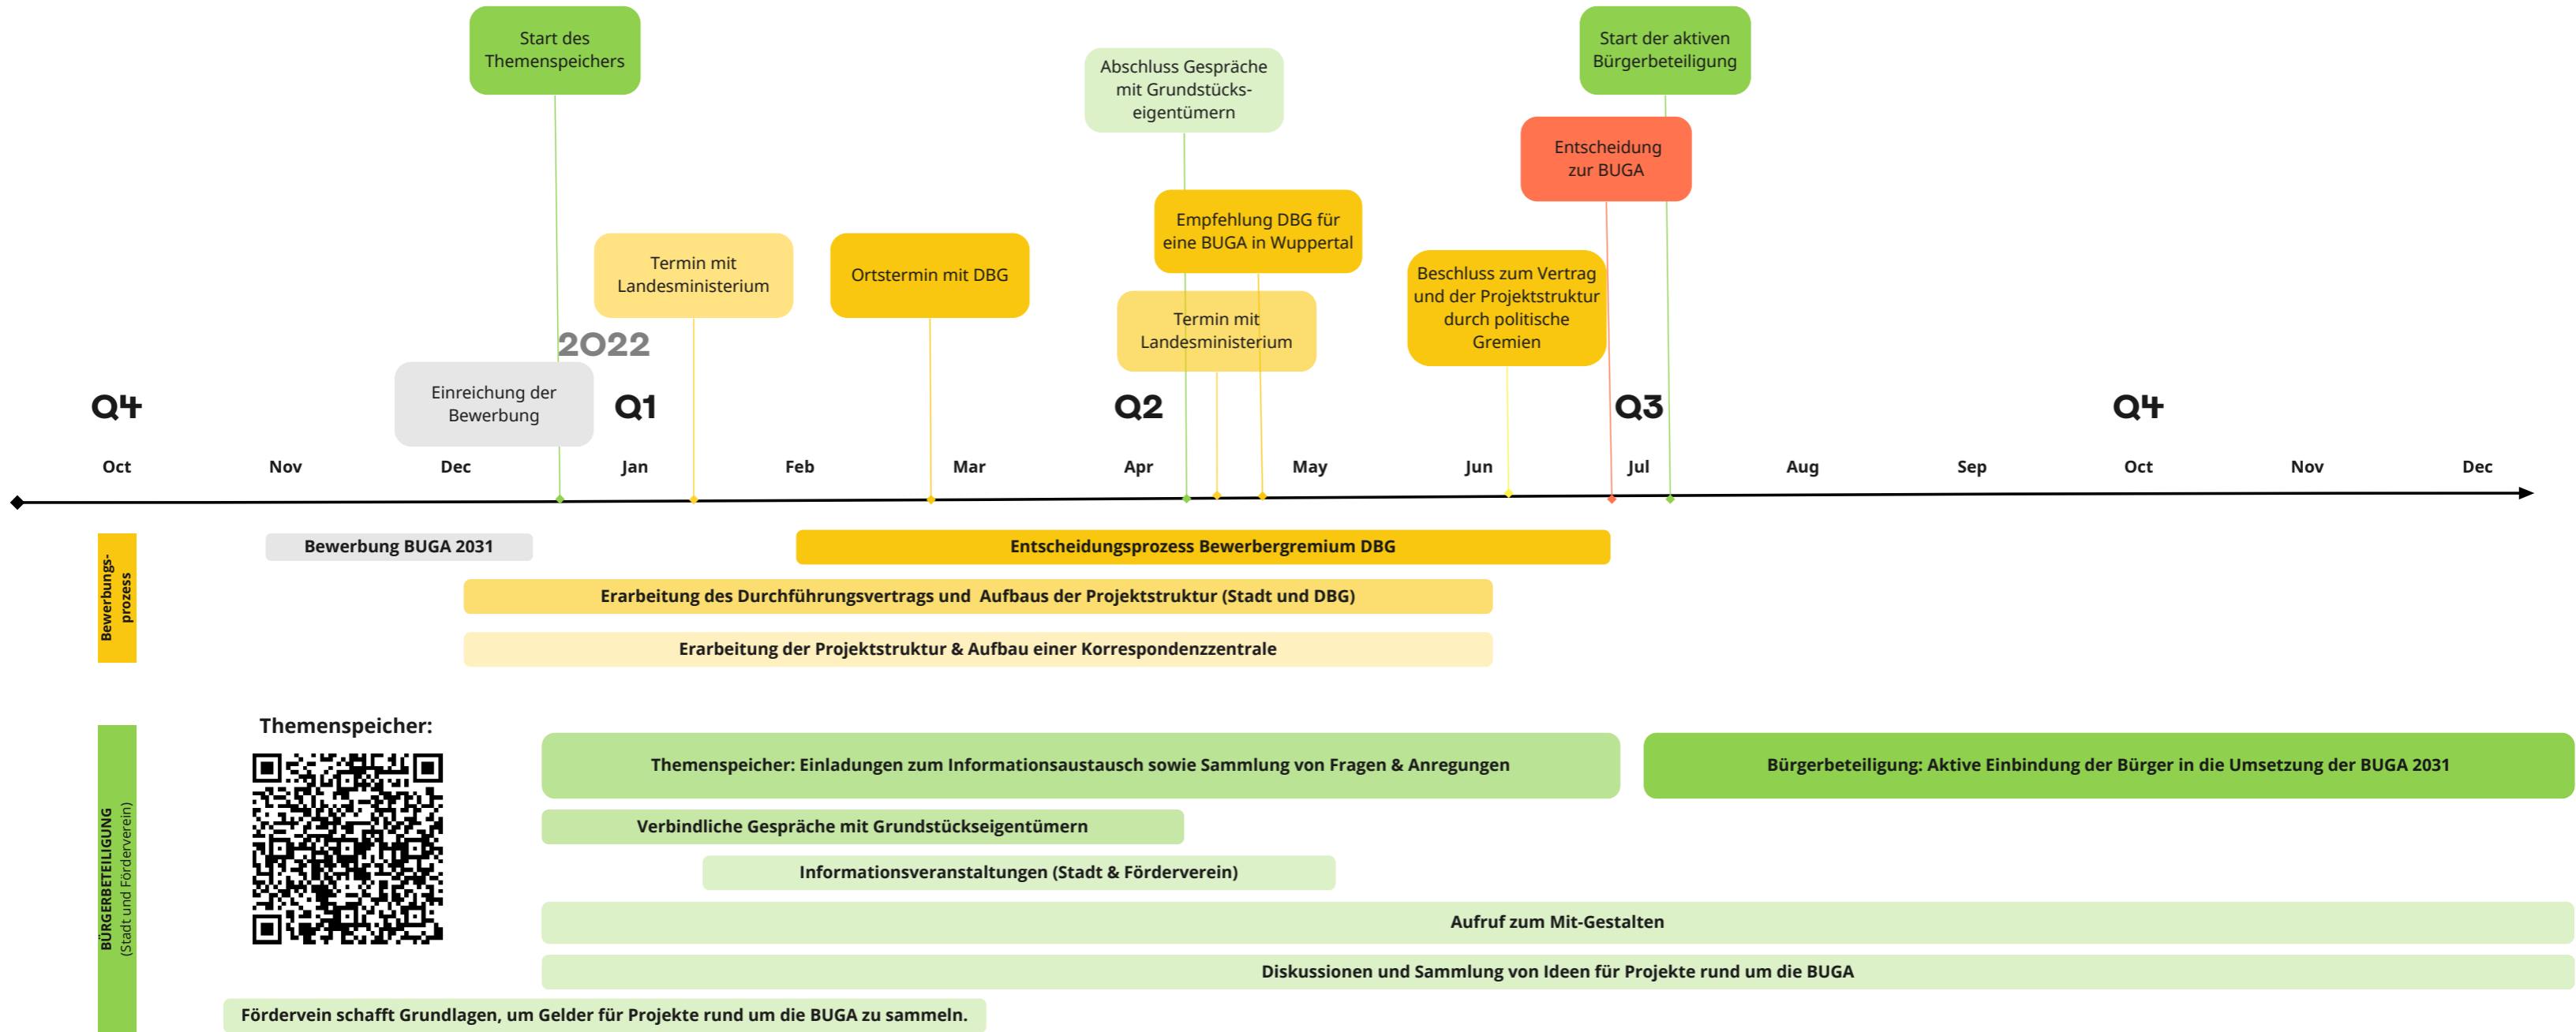 Start des
Themenspeichers
Start der aktiven
Bürgerbeteiligung
Abschluss Gespräche
mit Grundstücks-
eigentümern
Entscheidung
zur BUGA
Empfehlung DBG für
eine BUGA in Wuppertal
Termin mit
Landesministerium
Ortstermin mit DBG
Beschluss zum Vertrag
und der Projektstruktur
durch politische
Gremien
Termin mit
Landesministerium
2022
Einreichung der
Bewerbung
Q4
Q1
Q2
Q3
Q4
Oct
Nov
Dec
Jan
Feb
Mar
Apr
May
Jun
Jul
Aug
Sep
Oct
Nov
Dec
Bewerbungs-
prozess
Bewerbung BUGA 2031
Entscheidungsprozess Bewerbergremium DBG
Erarbeitung des Durchführungsvertrags und Aufbaus der Projektstruktur (Stadt und DBG)
Erarbeitung der Projektstruktur & Aufbau einer Korrespondenzzentrale
BÜRGERBETEILIGUNG
(Stadt und Förderverein)
Themenspeicher:
Themenspeicher: Einladungen zum Informationsaustausch sowie Sammlung von Fragen & Anregungen
Bürgerbeteiligung: Aktive Einbindung der Bürger in die Umsetzung der BUGA 2031
Verbindliche Gespräche mit Grundstückseigentümern
Informationsveranstaltungen (Stadt & Förderverein)
Aufruf zum Mit-Gestalten
Diskussionen und Sammlung von Ideen für Projekte rund um die BUGA
Fördervein schafft Grundlagen, um Gelder für Projekte rund um die BUGA zu sammeln.